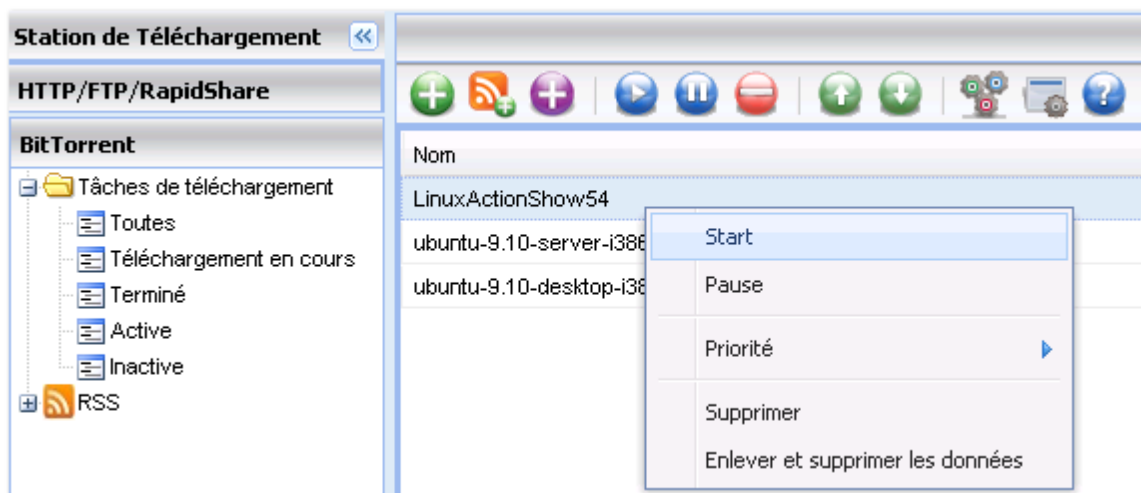 Station de Téléchargement
HTTP/FTP/RapidShare
BitTorrent
Tâches de téléchargement
Toutes
Téléchargement en cours
Terminé
Active
Inactive
RSS
Nom
LinuxActionShow54
ubuntu-9.10-server-i386
ubuntu-9.10-desktop-i38
Start
Pause
Priorité
Supprimer
Enlever et supprimer les données